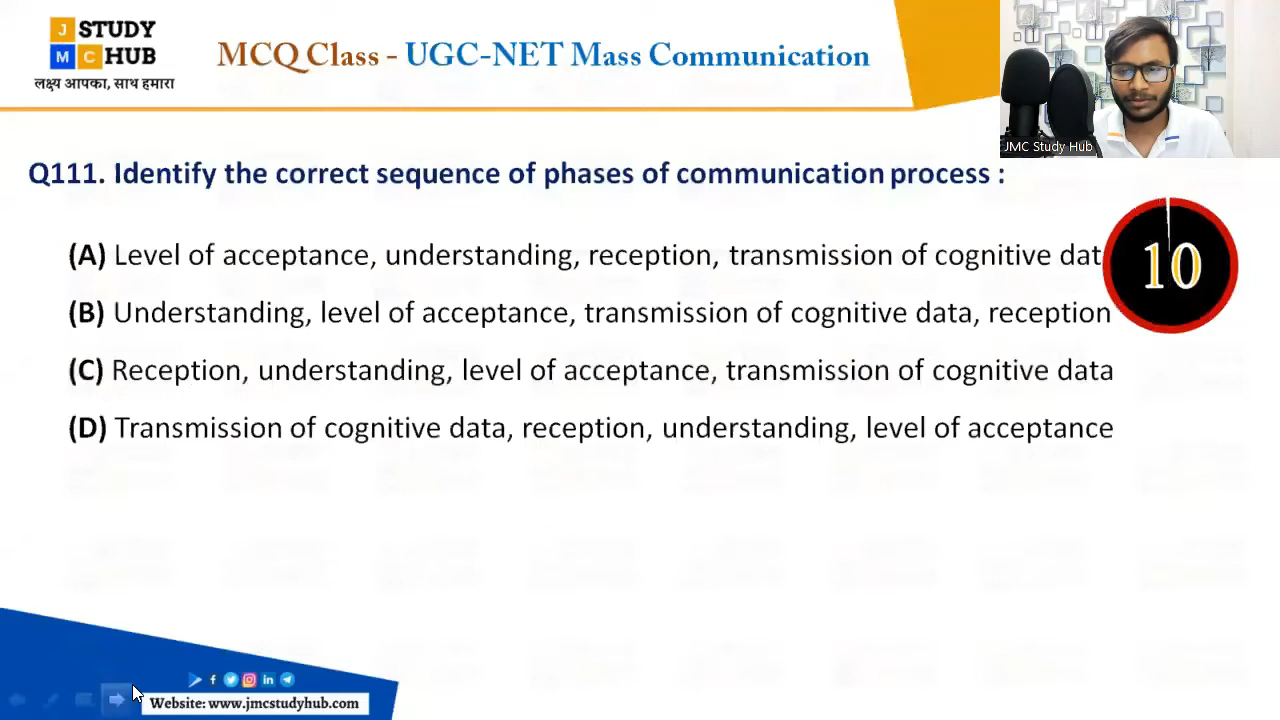 J STUDY
M C HUB
लक्ष्य आपका, साथ हमारा
MCQ Class - UGC-NET Mass Communication
JMC Study Hub
Q111. Identify the correct sequence of phases of communication process :
(A) Level of acceptance, understanding, reception, transmission of cognitive dat
10
(B) Understanding, level of acceptance, transmission of cognitive data, reception
(C) Reception, understanding, level of acceptance, transmission of cognitive data
(D) Transmission of cognitive data, reception, understanding, level of acceptance
Website: www.jmcstudyhub.com